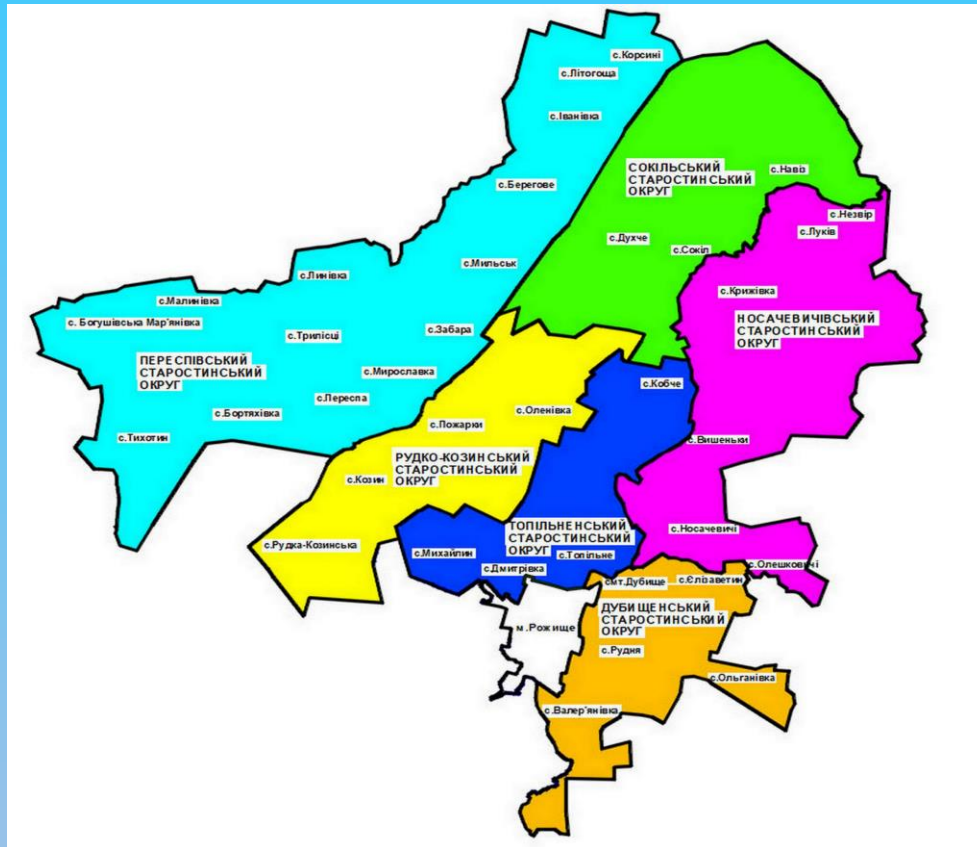 с.Корсині
с.Літогоща
с.Іванівка
с.Берегове
с.Мильськ
с.Линівка
с.Малинівка
с. Богушівська Мар'янівка
с.Трилісці
с.Забара
ПЕРЕСПІВСЬКИЙ
СТАРОСТИНСЬКИЙ
ОКРУГ
с.Мирославка
с.Переспа
с.Бортяхівка
с.Тихотин
СОКІЛЬСЬКИЙ
СТАРОСТИНСЬКИЙ
ОКРУГ
с.Навіз
с.Духче
с.Сокіл
с.Незвір
с.Луків
с.Крижівка
НОСАЧЕВИЧІВСЬКИЙ
СТАРОСТИНСЬКИЙ
ОКРУГ
с.Вишеньки
с.Носачевичі
с.Олешковичі
с.Оленівка
с.Пожарки
РУДКО-КОЗИНСЬКИЙ
СТАРОСТИНСЬКИЙ
ОКРУГ
с.Козин
с.Рудка-Козинська
с.Кобче
ТОПІЛЬНЕНСЬКИЙ
СТАРОСТИНСЬКИЙ
ОКРУГ
с.Михайлин
с.Топільне
с.Дмитрівка
м.Рожище
смт.Дубище
с.Єлізаветин
ДУБИЩЕНСЬКИЙ
СТАРОСТИНСЬКИЙ
ОКРУГ
с.Рудня
с.Ольганівка
с.Валер'янівка